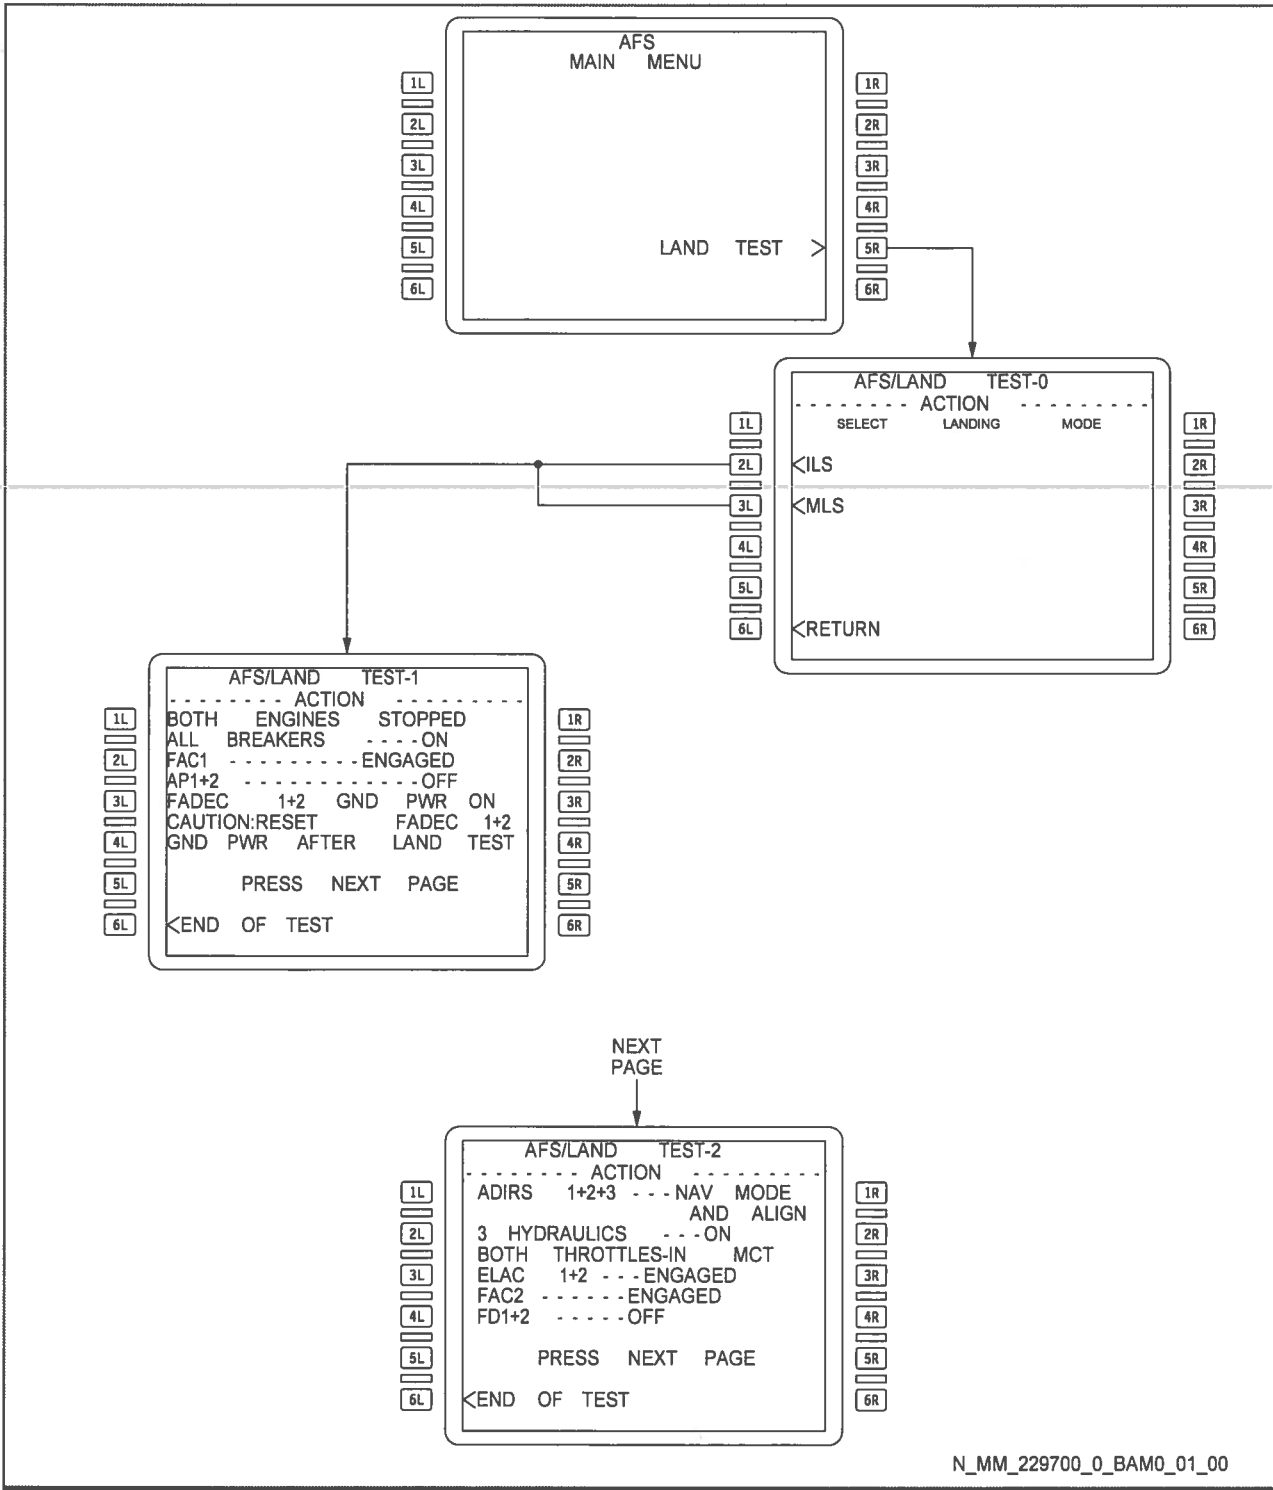 AFS
MAIN MENU
1L 1R
2L 2R
3L 3R
4L 4R
5L LAND TEST > 5R
6L 6R
AFS/LAND TEST-0
- - - - - - - - ACTION - - - - - - - - -
1L SELECT LANDING MODE 1R
2L <ILS 2R
3L <MLS 3R
4L 4R
5L 5R
6L <RETURN 6R
AFS/LAND TEST-1
- - - - - - - - ACTION - - - - - - - - -
1L BOTH ENGINES STOPPED 1R
ALL BREAKERS - - - - ON
2L FAC1 - - - - - - - - - ENGAGED 2R
AP1+2 - - - - - - - - - - - - - OFF
3L FADEC 1+2 GND PWR ON 3R
CAUTION:RESET FADEC 1+2
4L GND PWR AFTER LAND TEST 4R
5L PRESS NEXT PAGE 5R
6L <END OF TEST 6R
NEXT
PAGE
AFS/LAND TEST-2
- - - - - - - - ACTION - - - - - - - - -
1L ADIRS 1+2+3 - - - NAV MODE 1R
AND ALIGN
2L 3 HYDRAULICS - - - ON 2R
BOTH THROTTLES-IN MCT
3L ELAC 1+2 - - - ENGAGED 3R
FAC2 - - - - - - ENGAGED
4L FD1+2 - - - - - OFF 4R
5L PRESS NEXT PAGE 5R
6L <END OF TEST 6R
N_MM_229700_0_BAM0_01_00